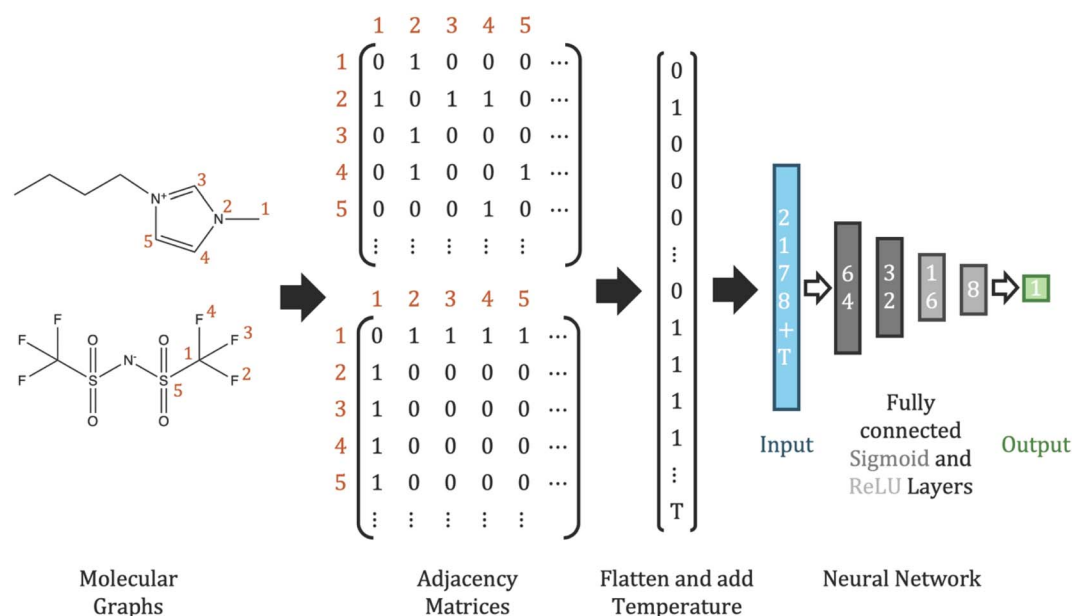 N+
3
N
2
1
5
4
F
F
F
O
O
S
N-
S
O
O
F
4
F
3
1
F
2
5
1 2 3 4 5
1 0 1 0 0 0 ⋯
2 1 0 1 1 0 ⋯
3 0 1 0 0 0
4 0 1 0 0 1 ⋯
5 0 0 0 1 0 ⋯
⋮ ⋮ ⋮ ⋮ ⋮
1 2 3 4 5
1 0 1 1 1 1 ⋯
2 1 0 0 0 0
3 1 0 0 0 0 ⋯
4 1 0 0 0 0 ⋯
5 1 0 0 0 0 ⋯
⋮ ⋮ ⋮ ⋮ ⋮
0
1
0
0
0
⋮
0
1
1
1
1
⋮
T
2178+T
64
32
16
8
1
Input
Fully
connected
Sigmoid and
ReLU Layers
Output
Molecular
Graphs
Adjacency
Matrices
Flatten and add
Temperature
Neural Network